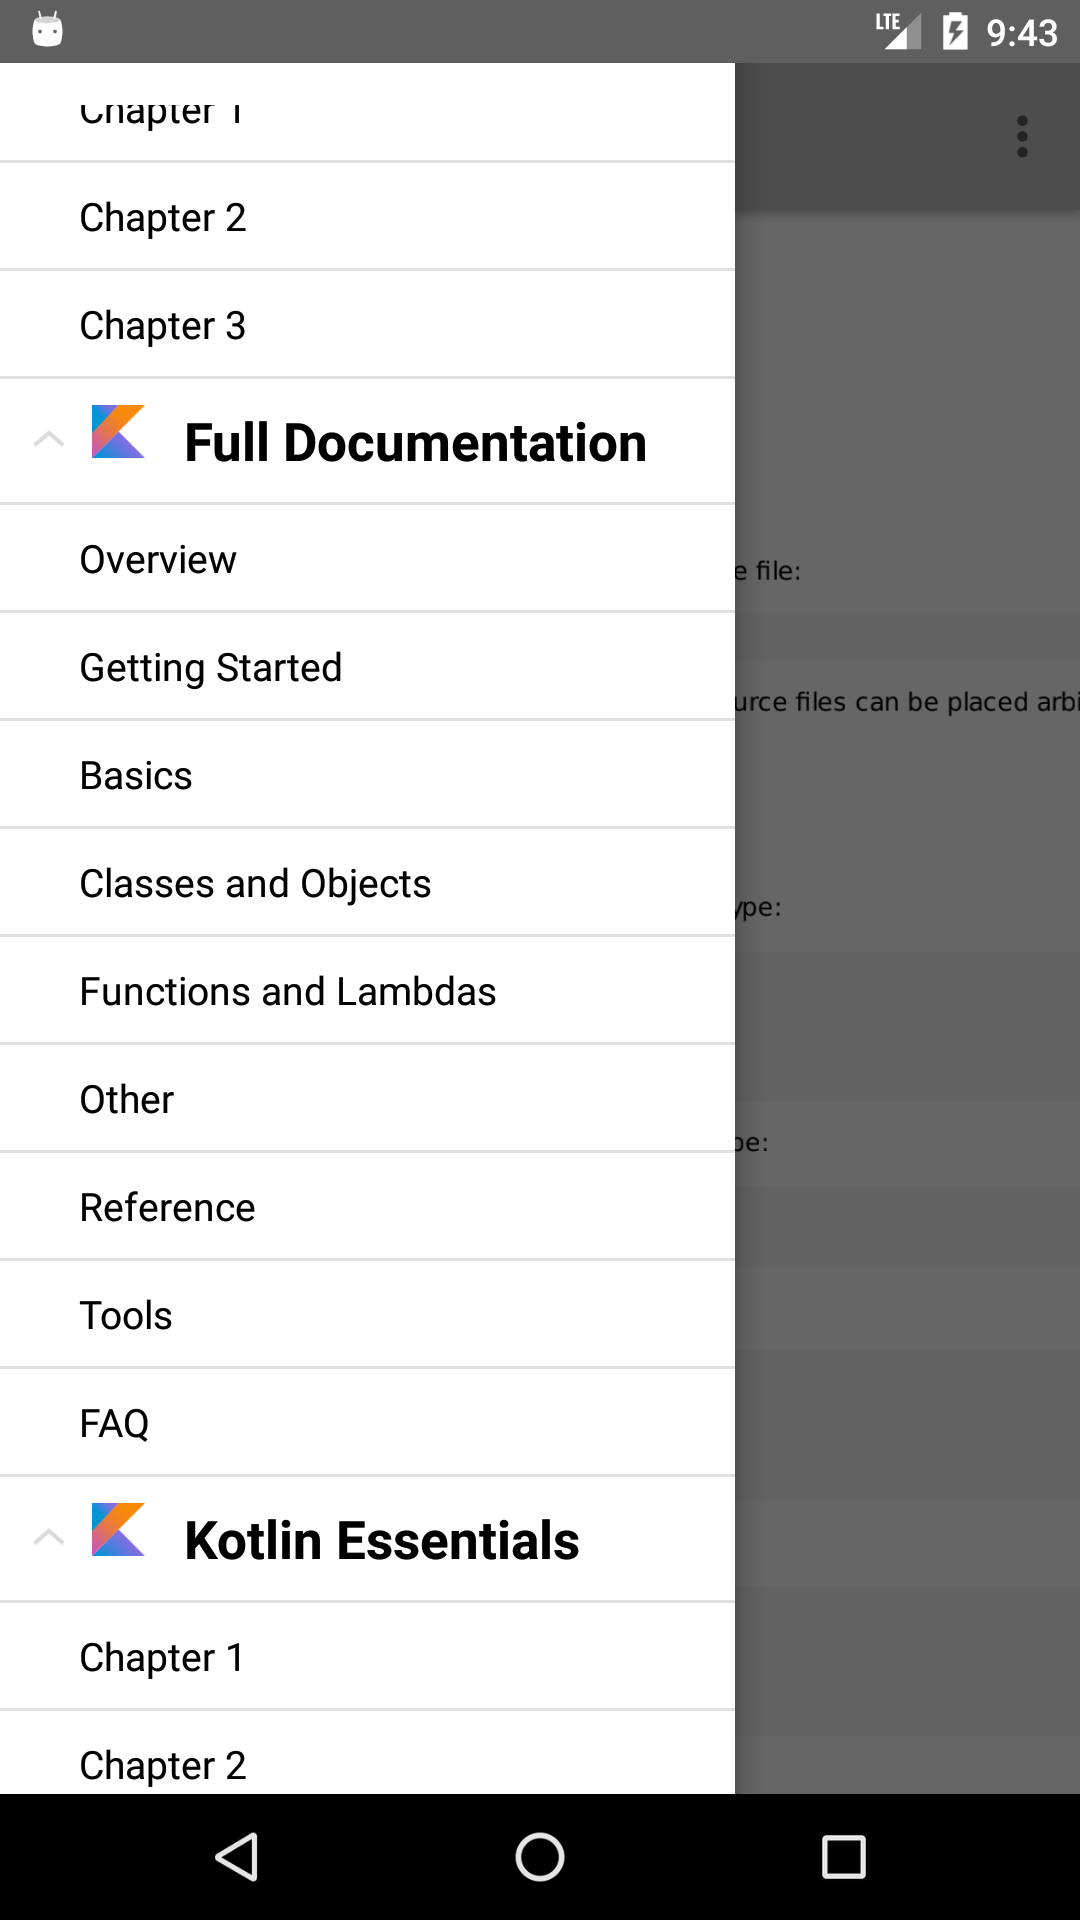 LTE 9:43
Chapter 1
Chapter 2
Chapter 3
Full Documentation
Overview
e file:
Getting Started
urce files can be placed arbi
Basics
Classes and Objects
ype:
Functions and Lambdas
Other
pe:
Reference
Tools
FAQ
Kotlin Essentials
Chapter 1
Chapter 2